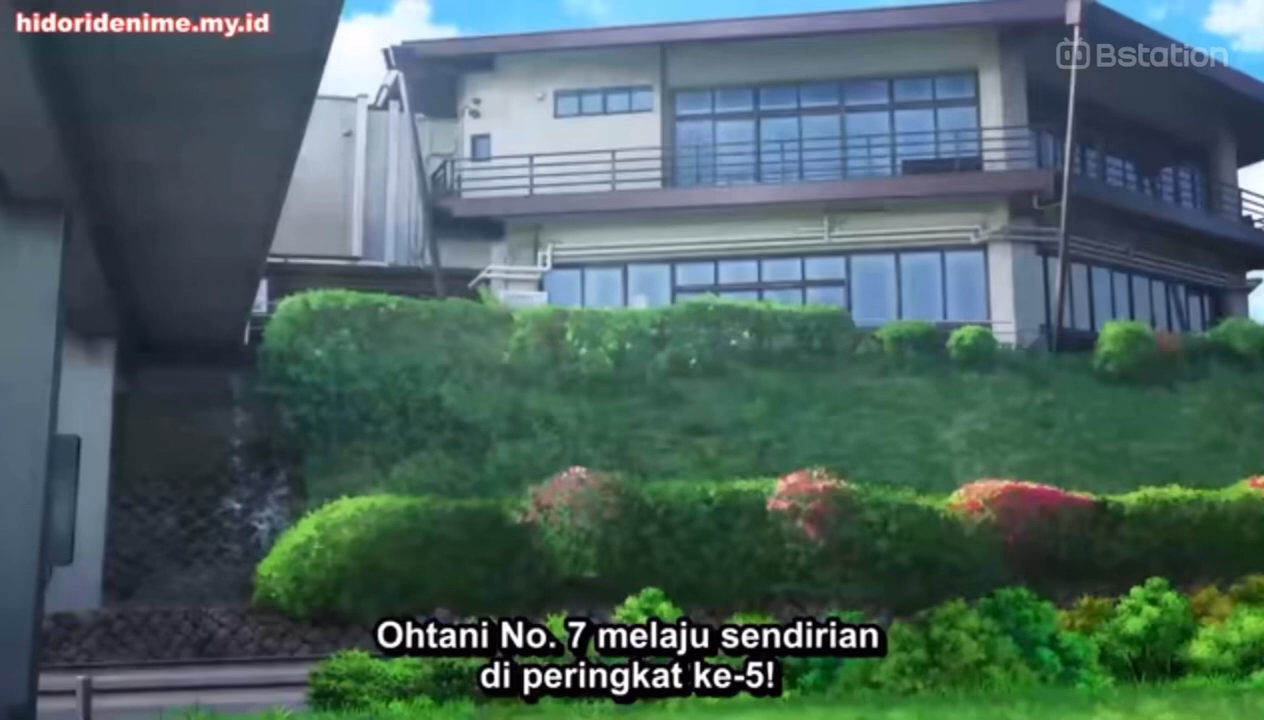 hidoridenime.my.id
Bstation
Ohtani No. 7 melaju sendirian
di peringkat ke-5!